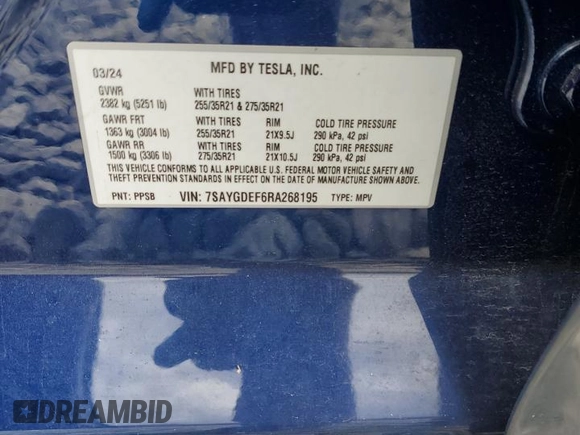 03/24 MFD BY TESLA, INC.
GVWR WITH TIRES
2382 kg (5251 lb) 255/35R21 & 275/35R21
GAWR FRT WITH TIRES RIM COLD TIRE PRESSURE
1363 kg (3004 lb) 255/35R21 21X9.5J 290 kPa, 42 psi
GAWR RR WITH TIRES RIM COLD TIRE PRESSURE
1500 kg (3306 lb) 275/35R21 21X10.5J 290 kPa, 42 psi
THIS VEHICLE CONFORMS TO ALL APPLICABLE U.S. FEDERAL MOTOR VEHICLE SAFETY AND
THEFT PREVENTION STANDARDS IN EFFECT ON THE DATE OF MANUFACTURE SHOWN ABOVE.
PNT: PPSB VIN: 7SAYGDEF6RA268195 TYPE: MPV
DREAMBID